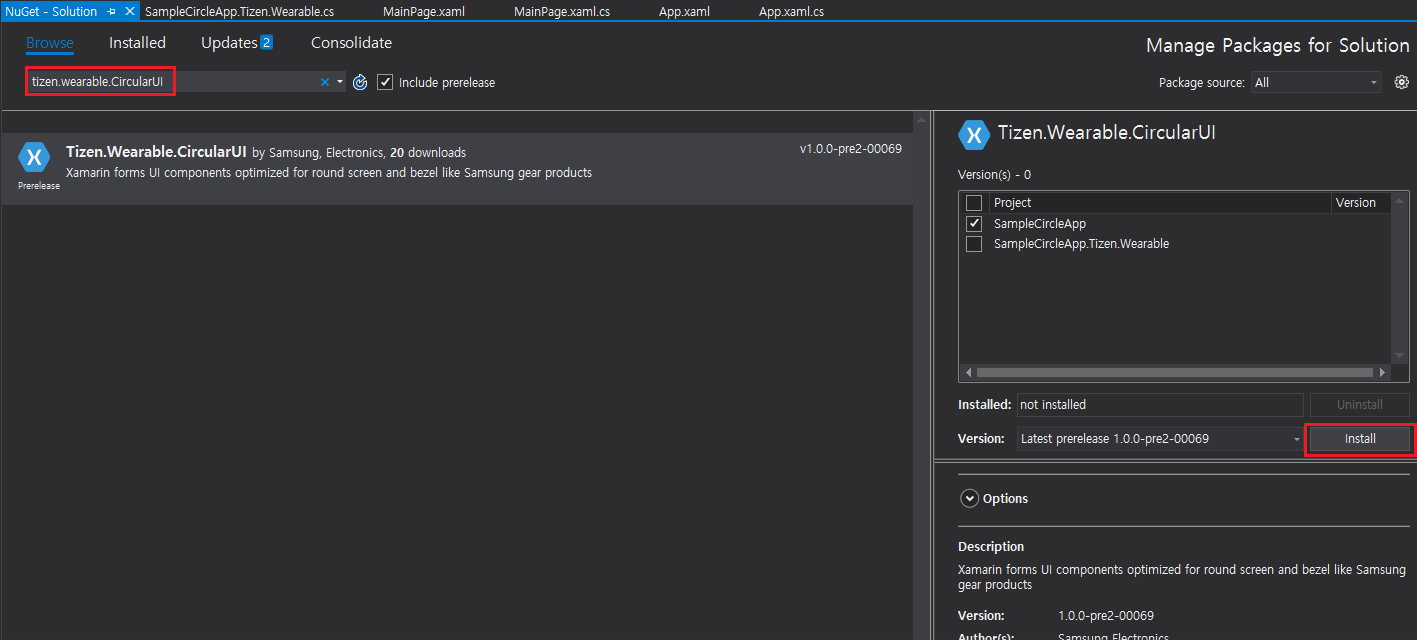 NuGet - Solution
SampleCircleApp.Tizen.Wearable.cs
MainPage.xaml
MainPage.xaml.cs
App.xaml
App.xaml.cs
Browse
Installed
Updates 2
Consolidate
Manage Packages for Solution
tizen.wearable.CircularUI
Include prerelease
Package source: All
Tizen.Wearable.CircularUI by Samsung, Electronics, 20 downloads
v1.0.0-pre2-00069
Xamarin forms UI components optimized for round screen and bezel like Samsung gear products
Prerelease
Tizen.Wearable.CircularUI
Version(s) - 0
Project Version
SampleCircleApp
SampleCircleApp.Tizen.Wearable
Installed: not installed Uninstall
Version: Latest prerelease 1.0.0-pre2-00069 Install
Options
Description
Xamarin forms UI components optimized for round screen and bezel like Samsung
gear products
Version: 1.0.0-pre2-00069
Author(s): Samsung Electronics